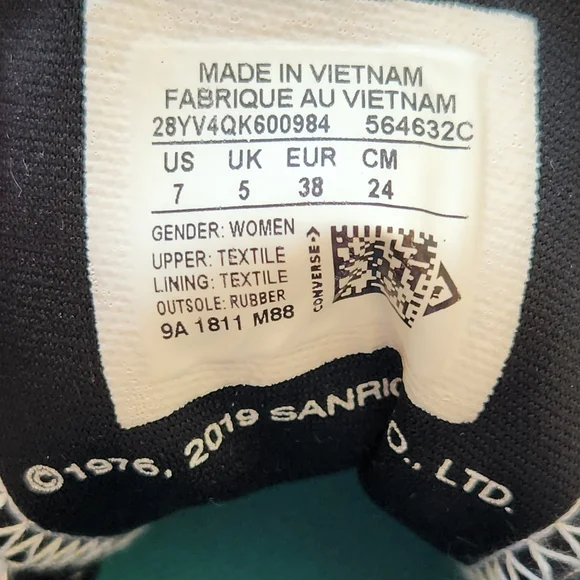 MADE IN VIETNAM
FABRIQUE AU VIETNAM
28YV4QK600984 564632C
US UK EUR CM
7 5 38 24
GENDER: WOMEN
UPPER: TEXTILE
LINING: TEXTILE
OUTSOLE: RUBBER
9A 1811 M88
CONVERSE
©1976, 2019 SANRIO ., LTD.